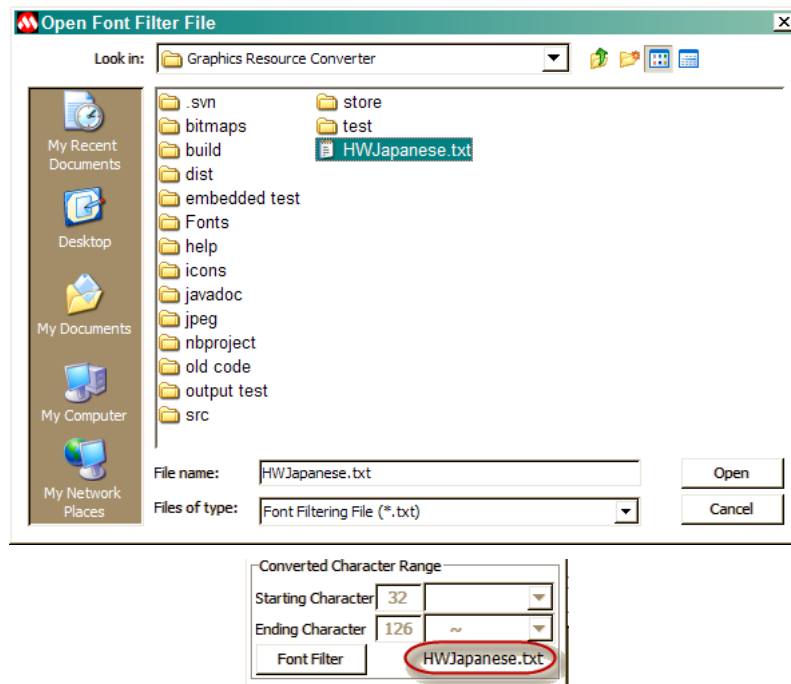 Open Font Filter File
Look in: Graphics Resource Converter
My Recent
Documents
Desktop
My Documents
My Computer
My Network
Places
.svn
bitmaps
build
dist
embedded test
Fonts
help
icons
javadoc
jpeg
nbproject
old code
output test
src
store
test
HWJapanese.txt
File name: HWJapanese.txt Open
Files of type: Font Filtering File (*.txt) Cancel
Converted Character Range
Starting Character 32
Ending Character 126 ~
Font Filter HWJapanese.txt